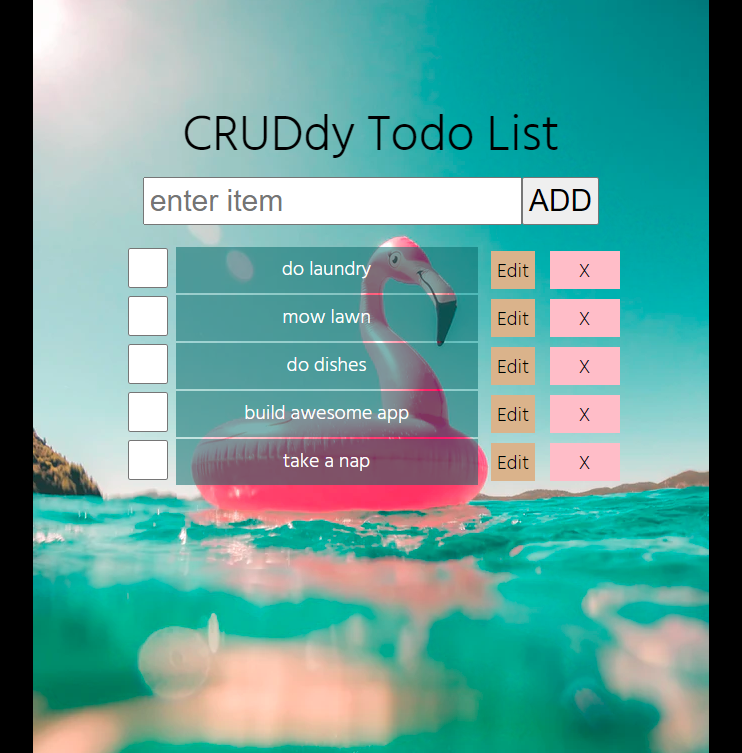 CRUDdy Todo List
enter item ADD
do laundry Edit X
mow lawn Edit X
do dishes Edit X
build awesome app Edit X
take a nap Edit X